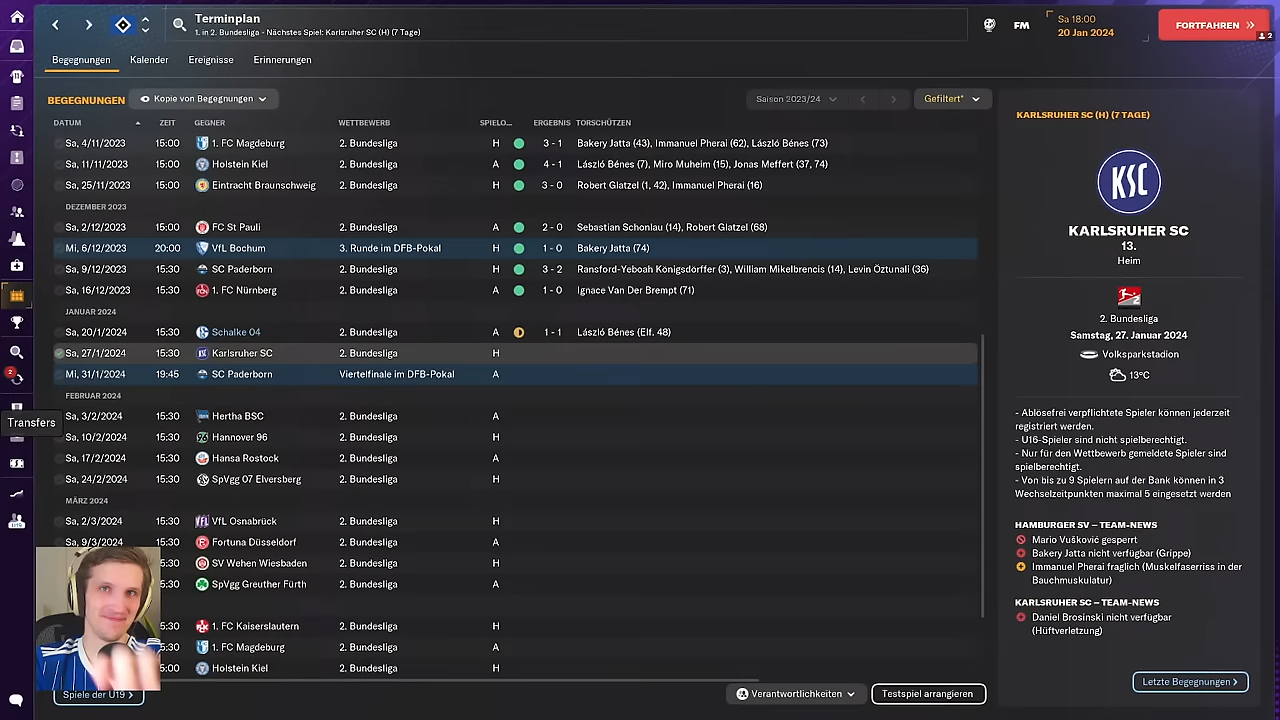 Terminplan
1. in 2. Bundesliga - Nächstes Spiel: Karlsruher SC (H) (7 Tage)
FM
Sa 18:00
20 Jan 2024
FORTFAHREN
2
Begegnungen Kalender Ereignisse Erinnerungen
BEGEGNUNGEN Kopie von Begegnungen Saison 2023/24 Gefiltert*
DATUM ZEIT GEGNER WETTBEWERB SPIELO... ERGEBNIS TORSCHÜTZEN
Sa, 4/11/2023 15:00 1. FC Magdeburg 2. Bundesliga H 3 - 1 Bakery Jatta (43), Immanuel Pherai (62), László Bénes (73)
Sa, 11/11/2023 15:00 Holstein Kiel 2. Bundesliga A 4 - 1 László Bénes (7), Miro Muheim (15), Jonas Meffert (37, 74)
Sa, 25/11/2023 15:00 Eintracht Braunschweig 2. Bundesliga H 3 - 0 Robert Glatzel (1, 42), Immanuel Pherai (16)
DEZEMBER 2023
Sa, 2/12/2023 15:00 FC St Pauli 2. Bundesliga A 2 - 0 Sebastian Schonlau (14), Robert Glatzel (68)
Mi, 6/12/2023 20:00 VfL Bochum 3. Runde im DFB-Pokal H 1 - 0 Bakery Jatta (74)
Sa, 9/12/2023 15:30 SC Paderborn 2. Bundesliga H 3 - 2 Ransford-Yeboah Königsdorffer (3), William Mikelbrencis (14), Levin Öztunali (36)
Sa, 16/12/2023 15:30 1. FC Nürnberg 2. Bundesliga A 1 - 0 Ignace Van Der Brempt (71)
JANUAR 2024
Sa, 20/1/2024 15:30 Schalke 04 2. Bundesliga A 1 - 1 László Bénes (Elf. 48)
Sa, 27/1/2024 15:30 Karlsruher SC 2. Bundesliga H
Mi, 31/1/2024 19:45 SC Paderborn Viertelfinale im DFB-Pokal A
FEBRUAR 2024
Transfers
Sa, 3/2/2024 15:30 Hertha BSC 2. Bundesliga A
Sa, 10/2/2024 15:30 Hannover 96 2. Bundesliga H
Sa, 17/2/2024 15:30 Hansa Rostock 2. Bundesliga A
Sa, 24/2/2024 15:30 SpVgg 07 Elversberg 2. Bundesliga H
MÄRZ 2024
Sa, 2/3/2024 15:30 VfL Osnabrück 2. Bundesliga H
Sa, 9/3/2024 15:30 Fortuna Düsseldorf 2. Bundesliga A
5:30 SV Wehen Wiesbaden 2. Bundesliga H
5:30 SpVgg Greuther Fürth 2. Bundesliga A
5:30 1. FC Kaiserslautern 2. Bundesliga H
5:30 1. FC Magdeburg 2. Bundesliga A
5:00 Holstein Kiel 2. Bundesliga H
Spiele der U19
Verantwortlichkeiten Testspiel arrangieren
KARLSRUHER SC (H) (7 TAGE)
KSC
KARLSRUHER SC
13.
Heim
2. Bundesliga
Samstag, 27. Januar 2024
Volksparkstadion
13°C
- Ablösefrei verpflichtete Spieler können jederzeit
registriert werden.
- U16-Spieler sind nicht spielberechtigt.
- Nur für den Wettbewerb gemeldete Spieler sind
spielberechtigt.
- Von bis zu 9 Spielern auf der Bank können in 3
Wechselzeitpunkten maximal 5 eingesetzt werden
HAMBURGER SV – TEAM-NEWS
Mario Vušković gesperrt
Bakery Jatta nicht verfügbar (Grippe)
Immanuel Pherai fraglich (Muskelfaserriss in der
Bauchmuskulatur)
KARLSRUHER SC – TEAM-NEWS
Daniel Brosinski nicht verfügbar
(Hüftverletzung)
Letzte Begegnungen